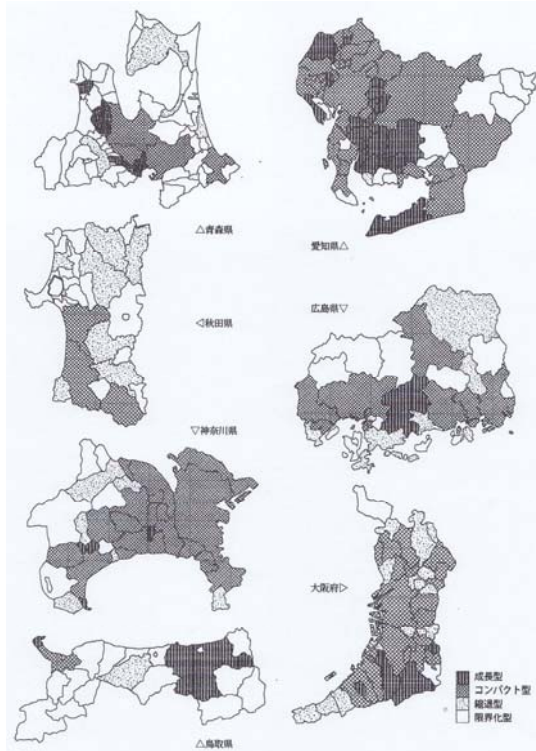 △青森県
愛知県△
◁秋田県
広島県▽
▽神奈川県
大阪府▷
成長型
コンパクト型
縮退型
限界化型
△鳥取県